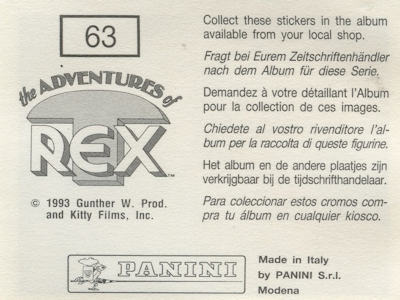 63
the ADVENTURES of
T
REX™
© 1993 Gunther W. Prod.
and Kitty Films, Inc.
Collect these stickers in the album
available from your local shop.
Fragt bei Eurem Zeitschriftenhändler
nach dem Album für diese Serie.
Demandez à votre détaillant l'Album
pour la collection de ces images.
Chiedete al vostro rivenditore l'al-
bum per la raccolta di queste figurine.
Het album en de andere plaatjes zijn
verkrijgbaar bij de tijdschrifthandelaar.
Para coleccionar estos cromos com-
pra tu álbum en cualquier kiosco.
PANINI
Made in Italy
by PANINI S.r.l.
Modena